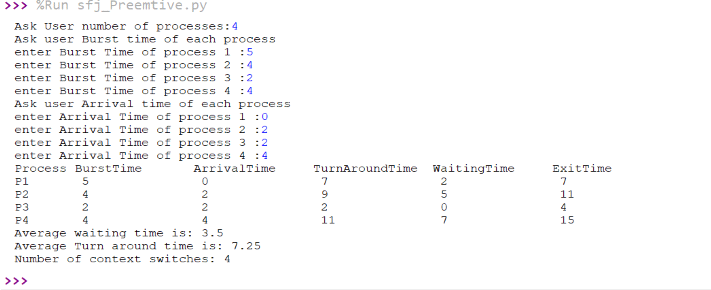 >>> %Run sfj_Preemtive.py
Ask User number of processes:4
Ask user Burst time of each process
enter Burst Time of process 1 :5
enter Burst Time of process 2 :4
enter Burst Time of process 3 :2
enter Burst Time of process 4 :4
Ask user Arrival time of each process
enter Arrival Time of process 1 :0
enter Arrival Time of process 2 :2
enter Arrival Time of process 3 :2
enter Arrival Time of process 4 :4
Process BurstTime ArrivalTime TurnAroundTime WaitingTime ExitTime
P1 5 0 7 2 7
P2 4 2 9 5 11
P3 2 2 2 0 4
P4 4 4 11 7 15
Average waiting time is: 3.5
Average Turn around time is: 7.25
Number of context switches: 4
>>>